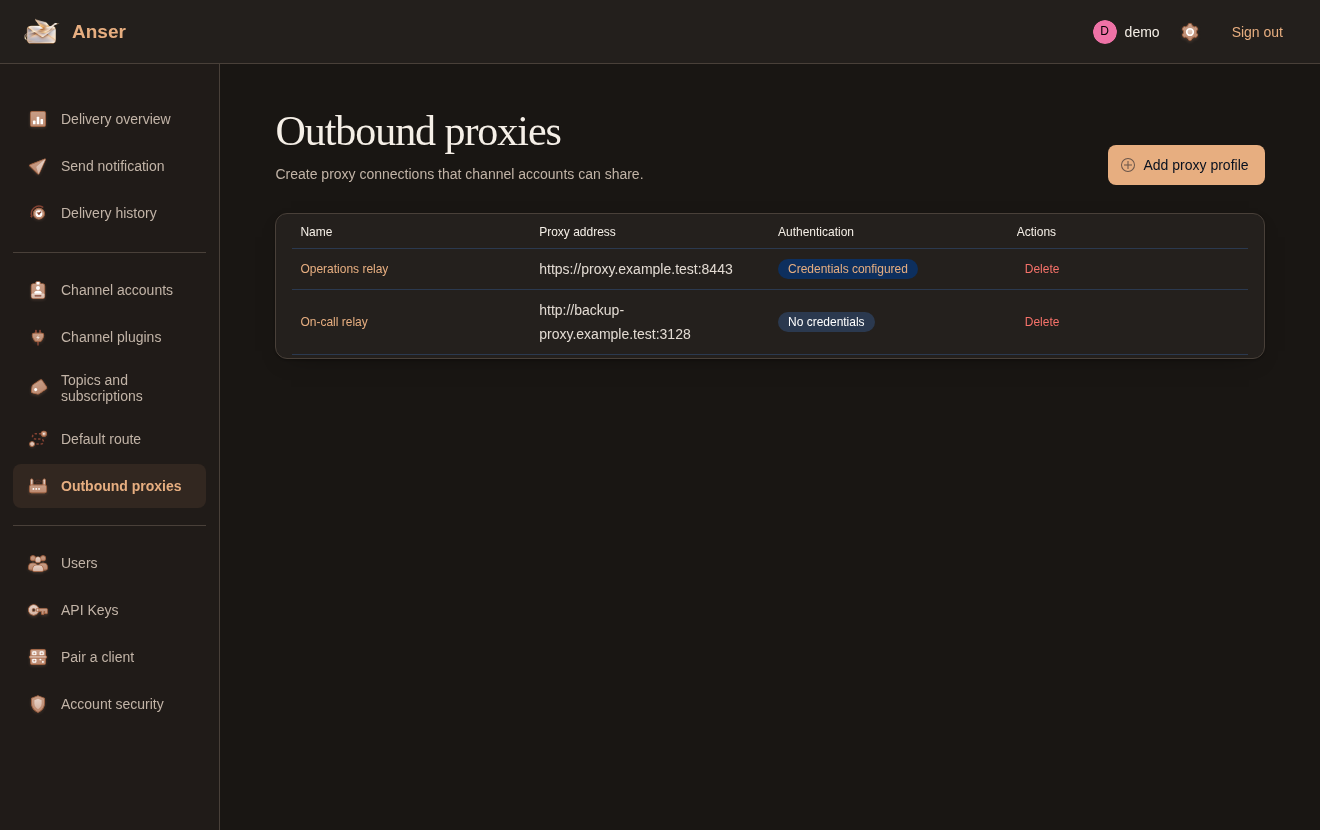 Anser
D demo Sign out
Delivery overview
Send notification
Delivery history
Channel accounts
Channel plugins
Topics and
subscriptions
Default route
Outbound proxies
Users
API Keys
Pair a client
Account security
Outbound proxies
Create proxy connections that channel accounts can share.
Add proxy profile
Name Proxy address Authentication Actions
Operations relay https://proxy.example.test:8443 Credentials configured Delete
On-call relay http://backup-
proxy.example.test:3128 No credentials Delete